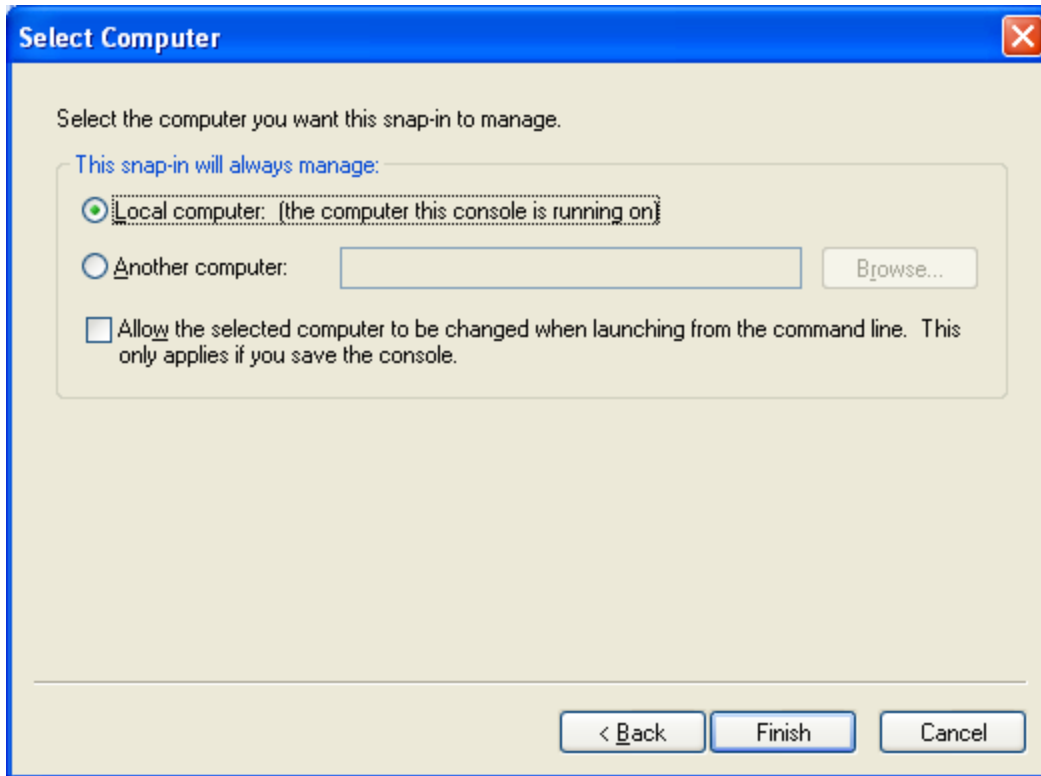 Select Computer
Select the computer you want this snap-in to manage.
This snap-in will always manage:
Local computer: (the computer this console is running on)
Another computer:
Browse...
Allow the selected computer to be changed when launching from the command line. This
only applies if you save the console.
< Back
Finish
Cancel